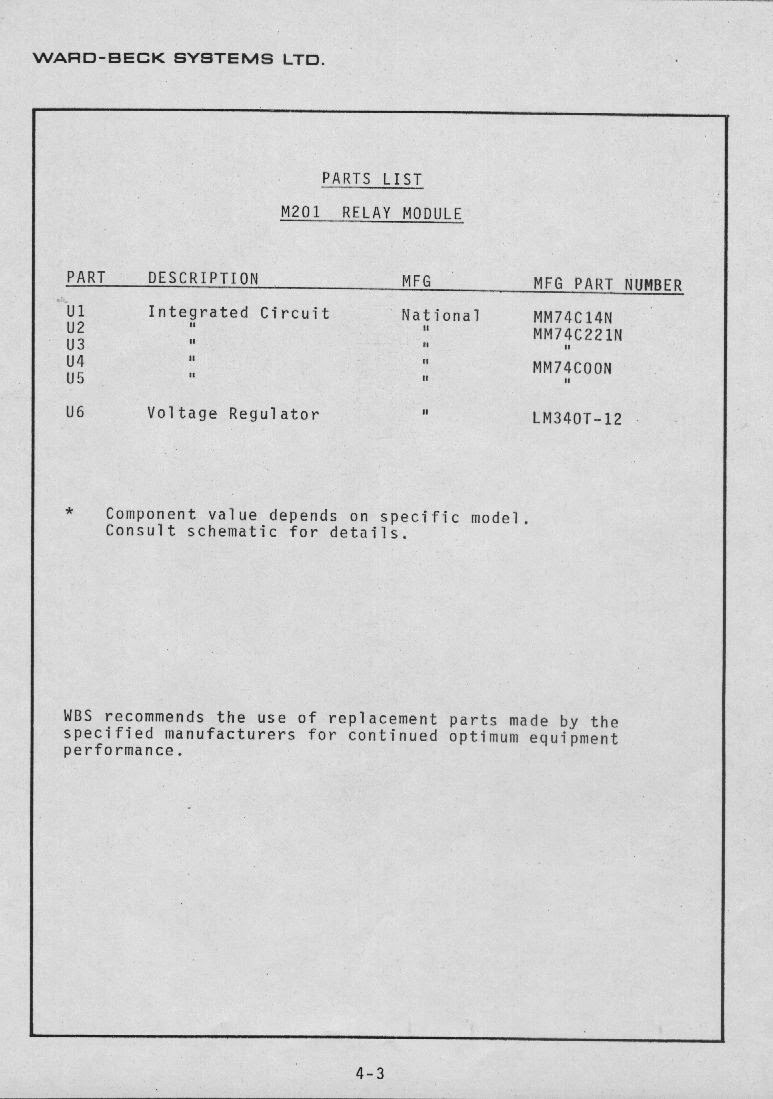 WARD-BECK SYSTEMS LTD.
PARTS LIST
M201 RELAY MODULE
PART DESCRIPTION MFG MFG PART NUMBER
U1 Integrated Circuit National MM74C14N
U2 " " MM74C221N
U3 " " "
U4 " " MM74C00N
U5 " " "
U6 Voltage Regulator " LM340T-12
* Component value depends on specific model.
Consult schematic for details.
WBS recommends the use of replacement parts made by the
specified manufacturers for continued optimum equipment
performance.
4-3